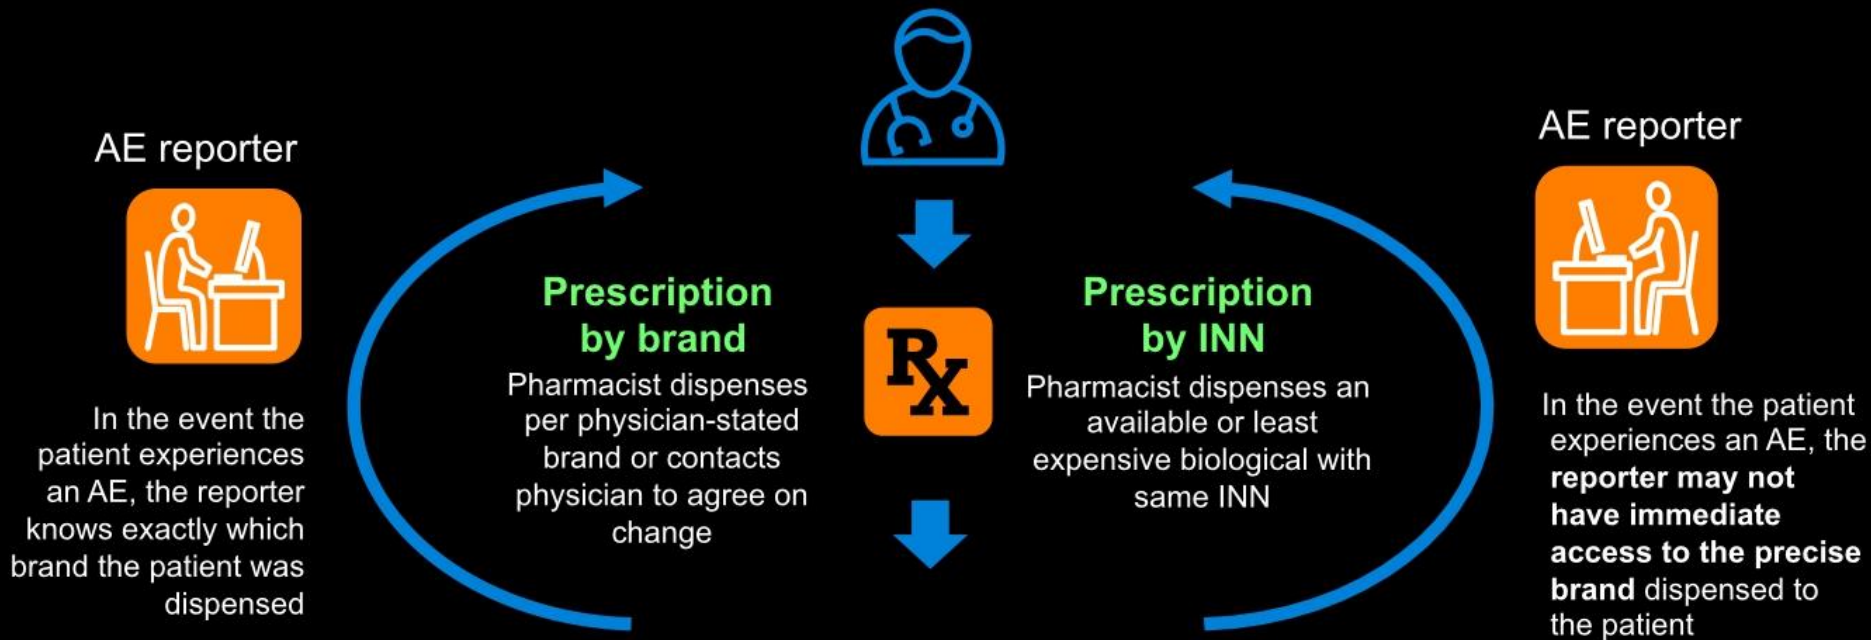 AE reporter
In the event the
patient experiences
an AE, the reporter
knows exactly which
brand the patient was
dispensed
Prescription
by brand
Pharmacist dispenses
per physician-stated
brand or contacts
physician to agree on
change
Rx
Prescription
by INN
Pharmacist dispenses an
available or least
expensive biological with
same INN
AE reporter
In the event the patient
experiences an AE, the
reporter may not
have immediate
access to the precise
brand dispensed to
the patient